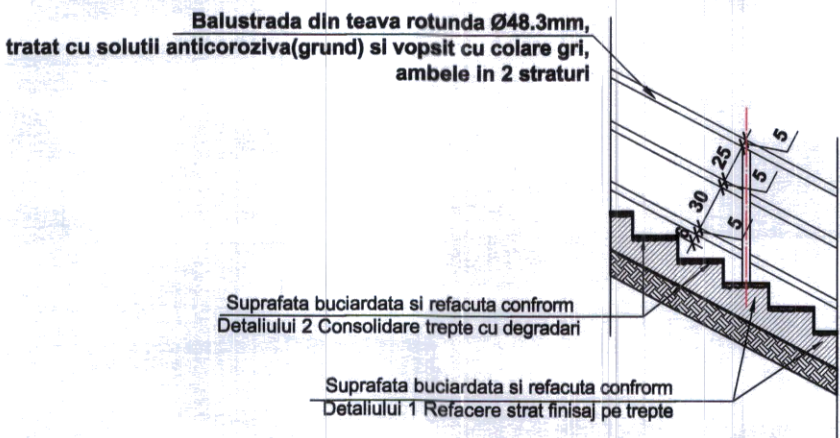 Balustrada din teava rotunda Ø48.3mm,
tratat cu solutii anticoroziva(grund) si vopsit cu colare gri,
ambele in 2 straturi
5
25
5
30
5
Suprafata buciardata si refacuta confrorm
Detaliului 2 Consolidare trepte cu degradari
Suprafata buciardata si refacuta confrorm
Detaliului 1 Refacere strat finisaj pe trepte